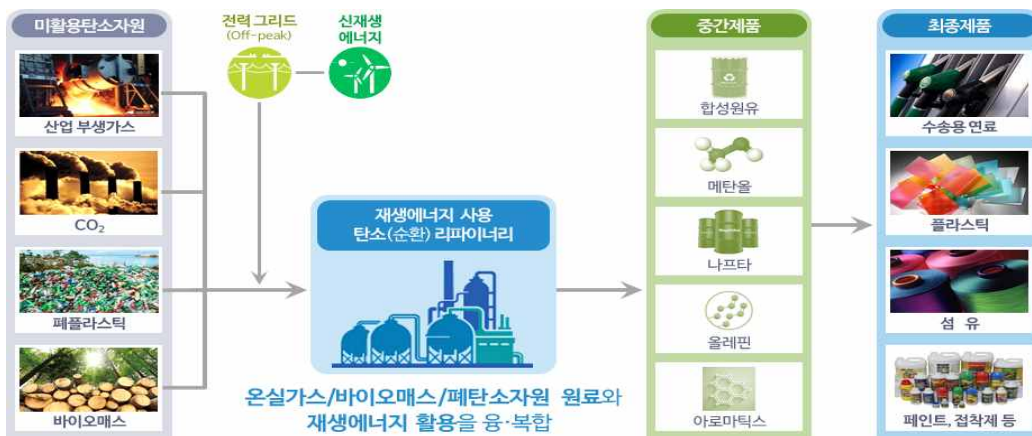 미활용탄소자원
산업 부생가스
CO₂
폐플라스틱
바이오매스
전력 그리드
(Off-peak)
신재생
에너지
재생에너지 사용
탄소(순환) 리파이너리
온실가스/바이오매스/폐탄소자원 원료와
재생에너지 활용을 융·복합
중간제품
합성원유
메탄올
나프타
올레핀
아로마틱스
최종제품
수송용 연료
플라스틱
섬 유
페인트, 접착제 등